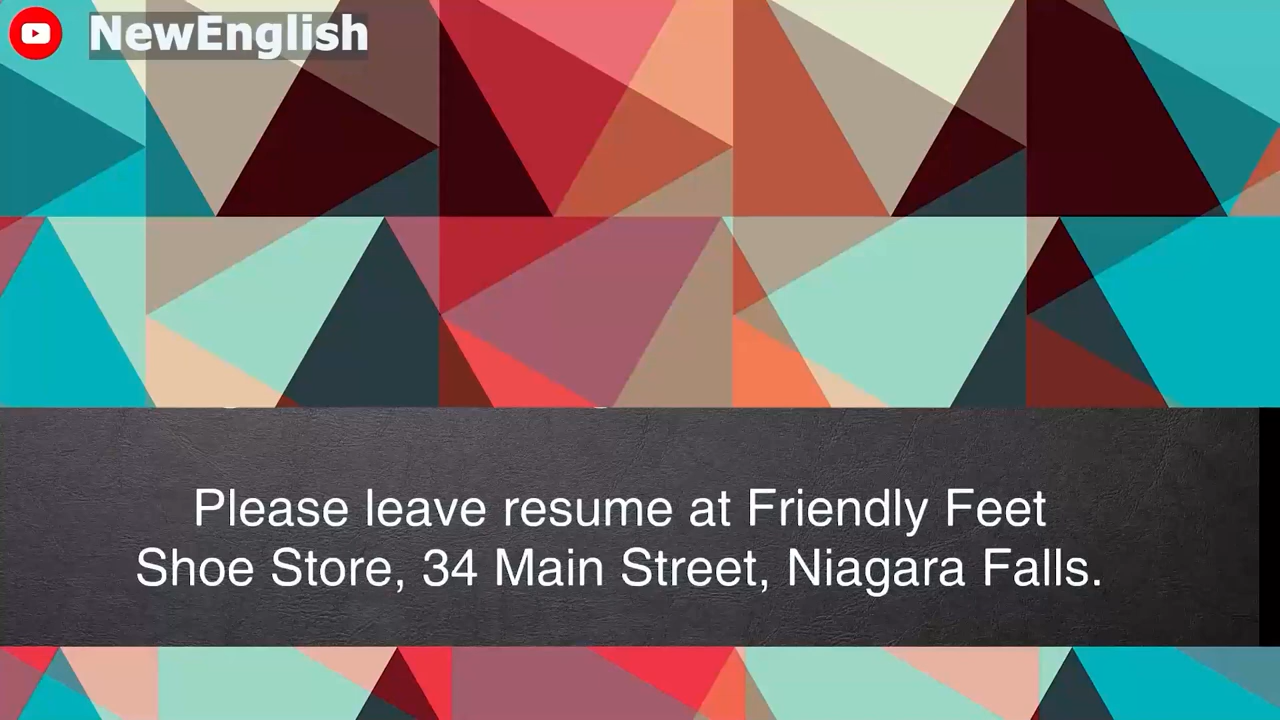 NewEnglish
Please leave resume at Friendly Feet
Shoe Store, 34 Main Street, Niagara Falls.